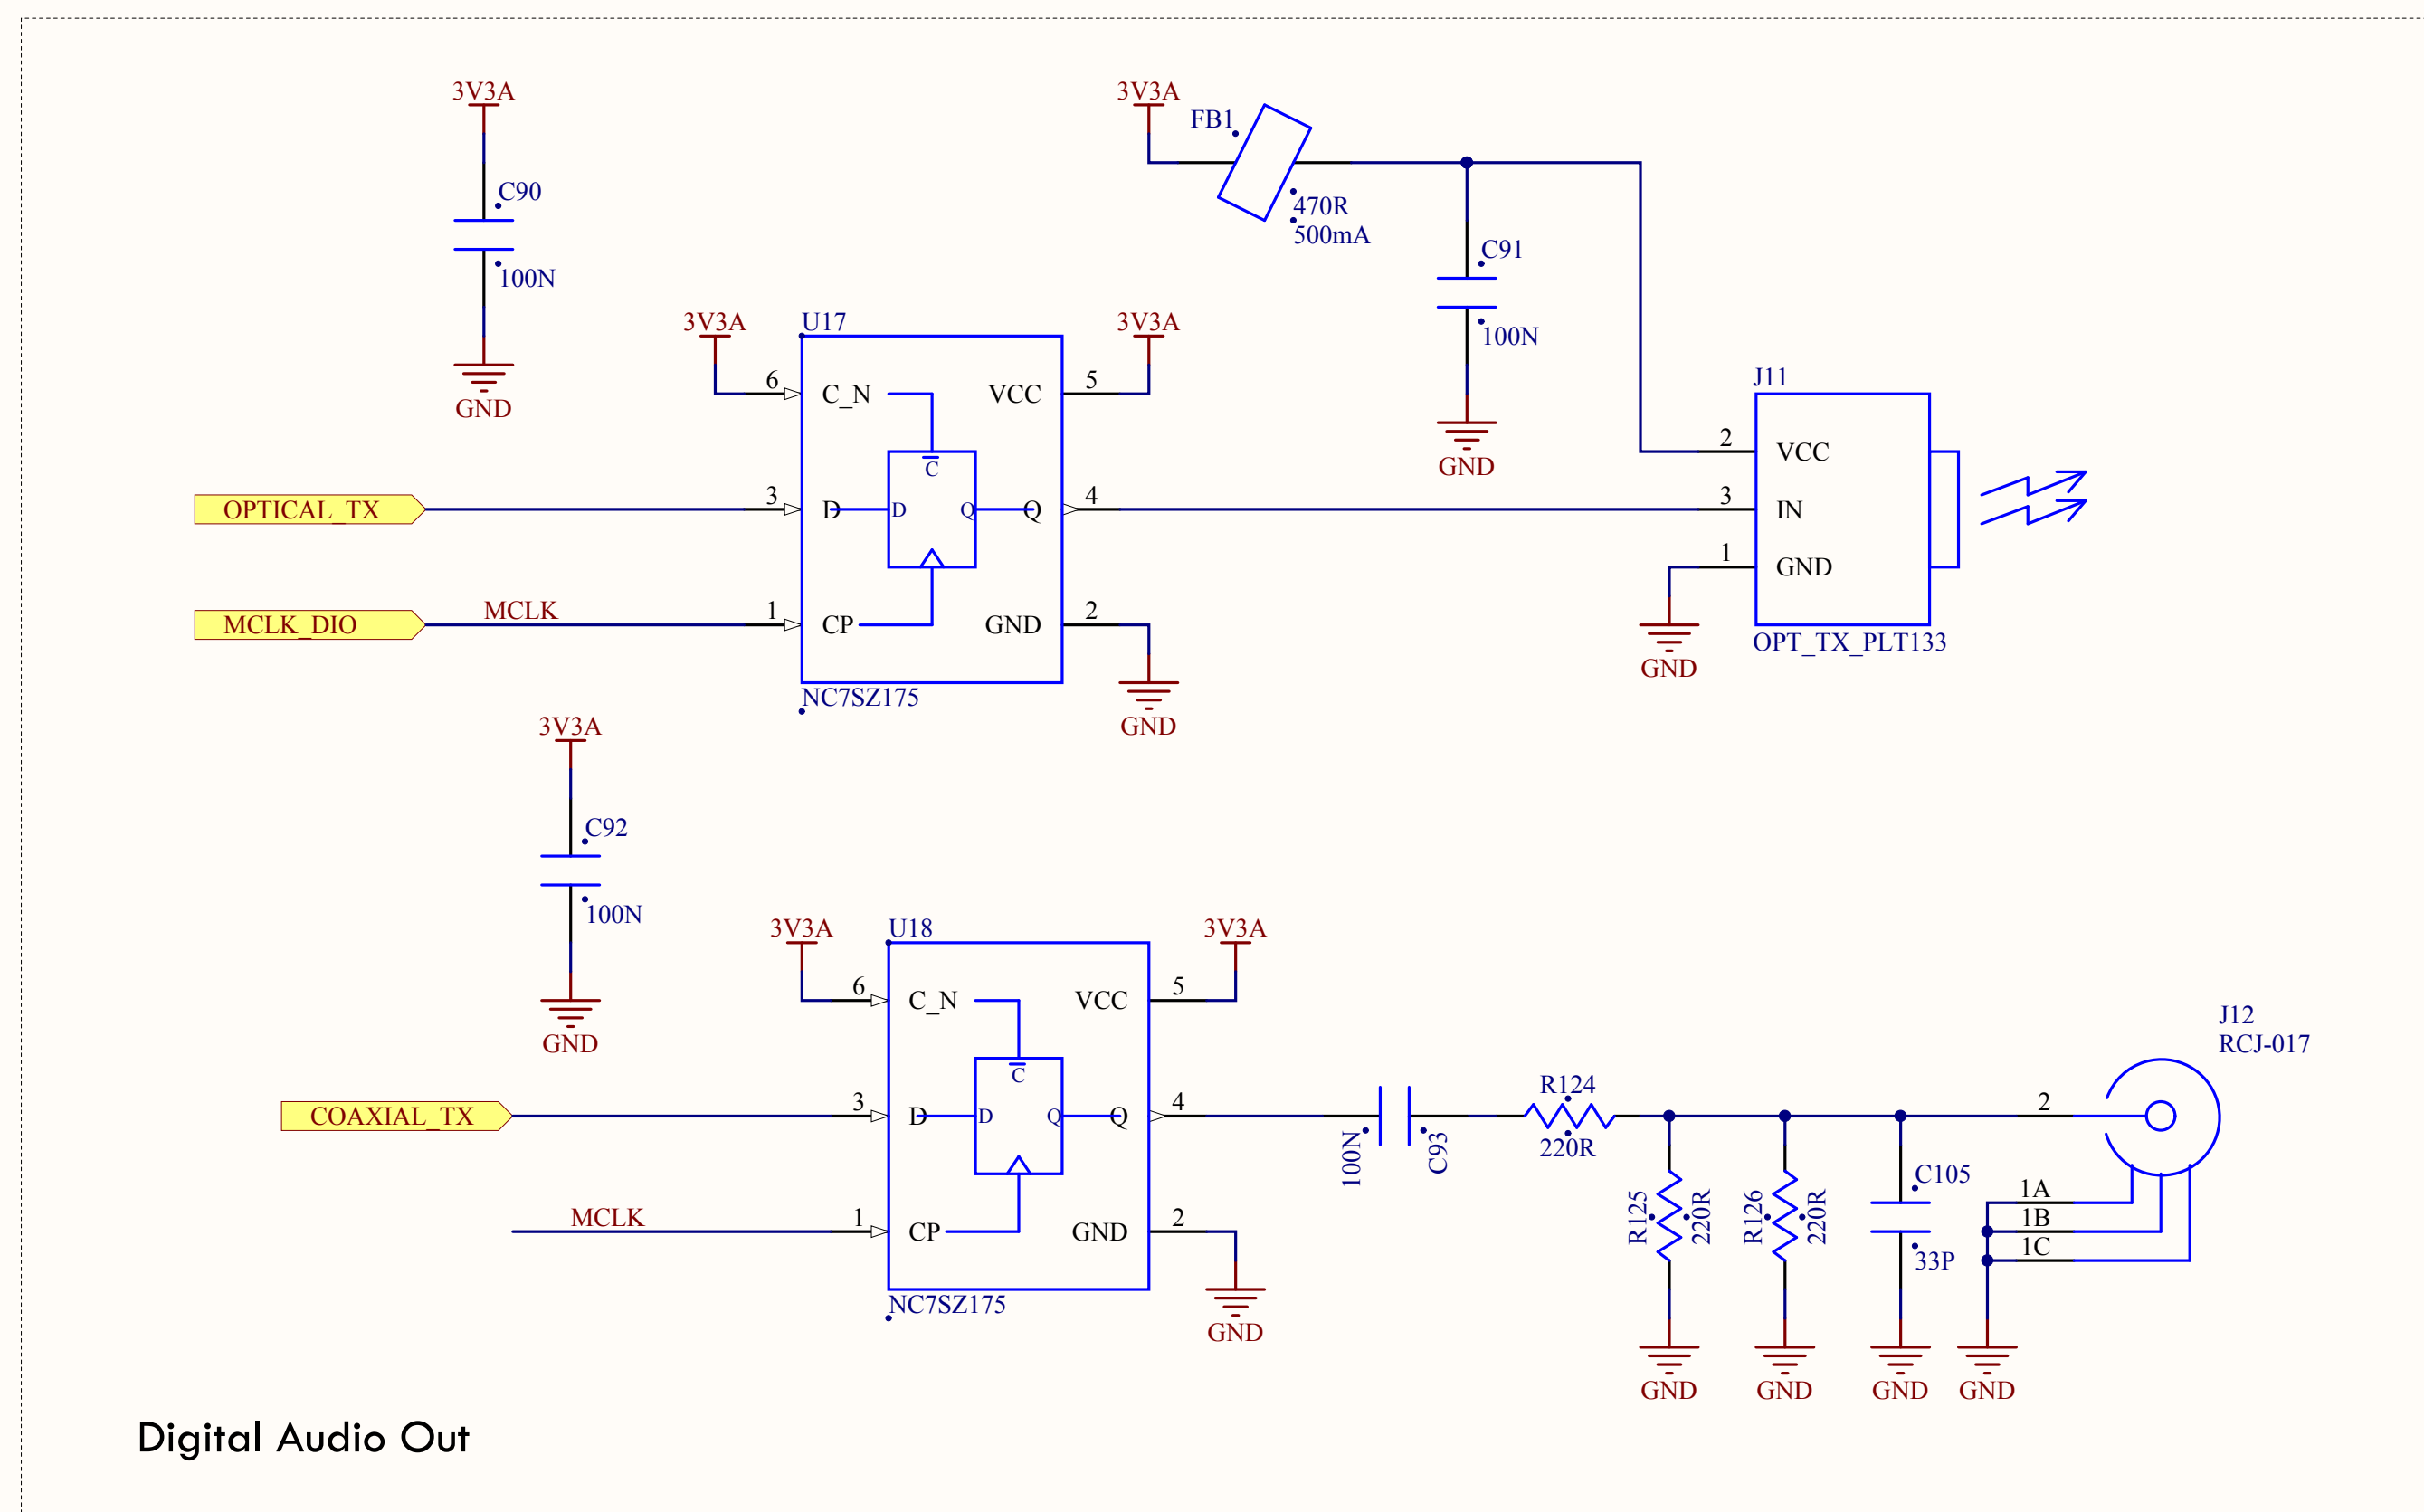 3V3A
C90
100N
GND
3V3A
FB1
470R
500mA
C91
100N
GND
3V3A
U17
3V3A
6
C_N
VCC
5
C
OPTICAL_TX
3
D
D
Q
Q
4
MCLK_DIO
MCLK
1
CP
GND
2
NC7SZ175
GND
J11
2
VCC
3
IN
1
GND
GND
OPT_TX_PLT133
3V3A
C92
100N
GND
3V3A
U18
3V3A
6
C_N
VCC
5
C
COAXIAL_TX
3
D
D
Q
Q
4
MCLK
1
CP
GND
2
NC7SZ175
GND
100N
C93
R124
220R
R125
220R
R126
220R
C105
33P
J12
RCJ-017
2
1A
1B
1C
GND
GND
GND
GND
Digital Audio Out